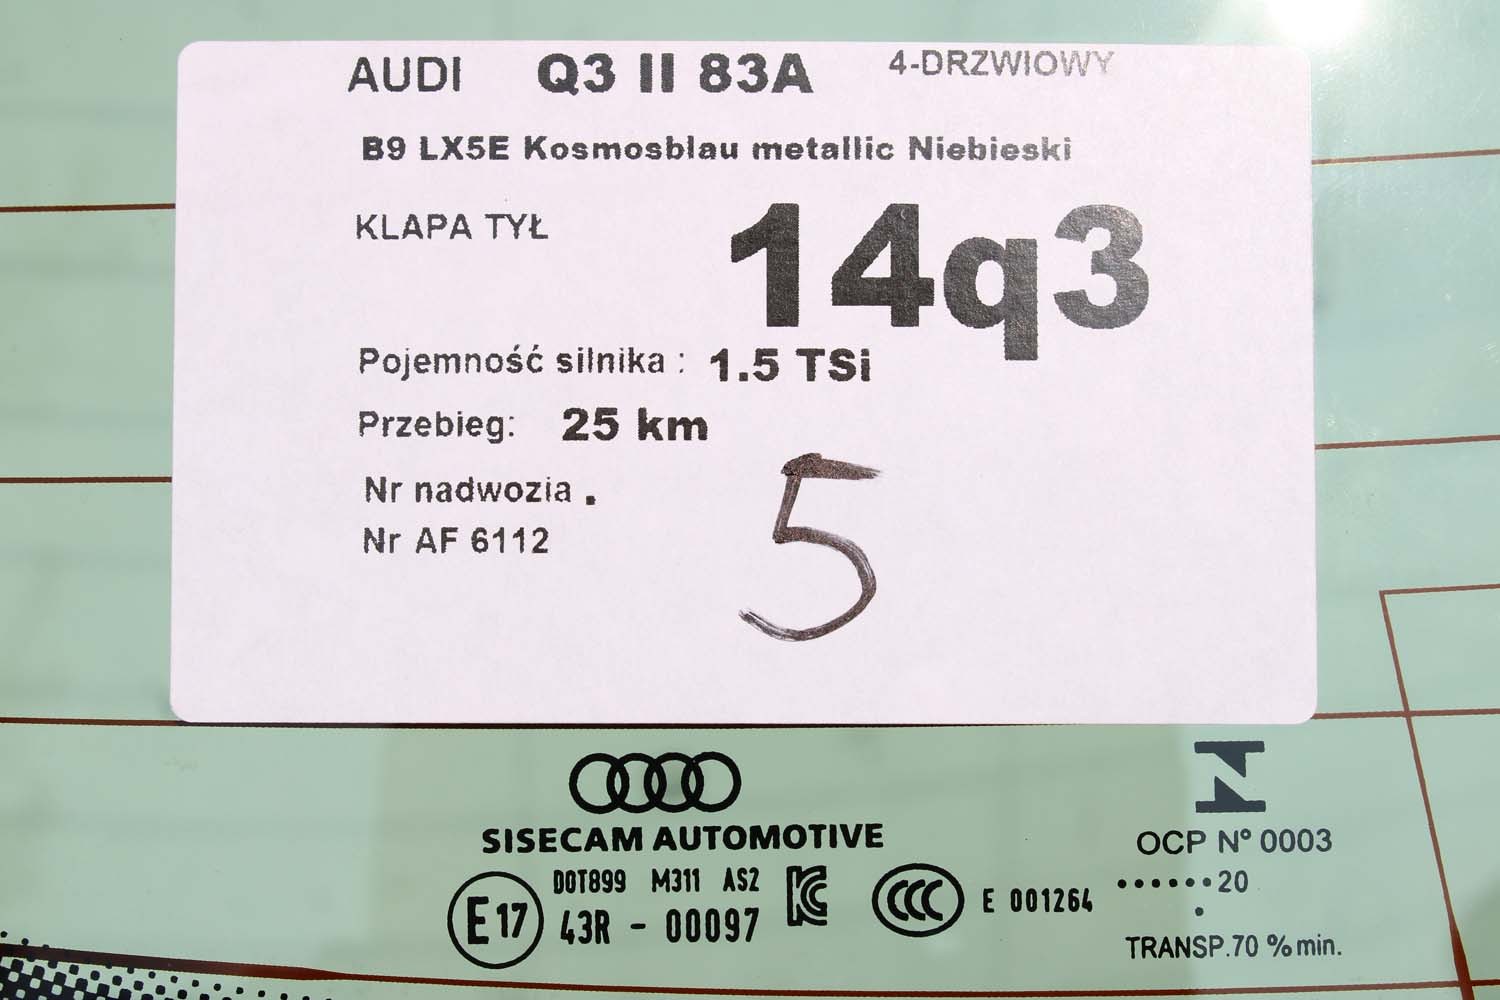 AUDI Q3 II 83A 4-DRZWIOWY
B9 LX5E Kosmosblau metallic Niebieski
KLAPA TYŁ 14q3
Pojemność silnika : 1.5 TSi
Przebieg: 25 km
Nr nadwozia .
Nr AF 6112
5
SISECAM AUTOMOTIVE
E17 DOT899 M311 AS2
43R - 00097
KC CCC E 001264
OCP Nº 0003
••••••20
•
TRANSP.70 % min.